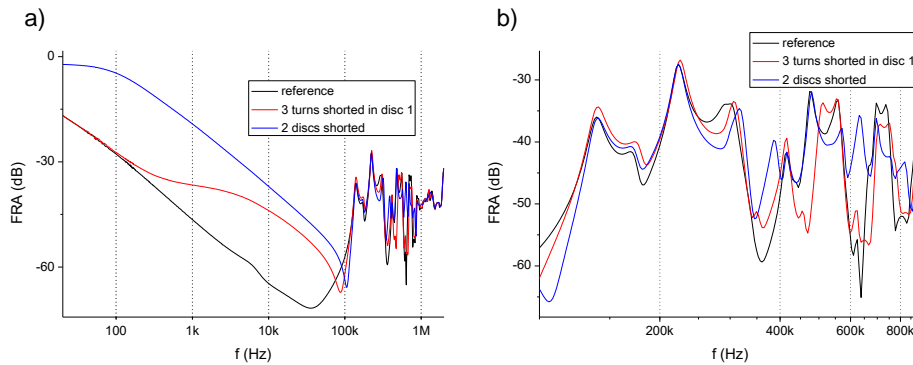 a)
0
-30
-60
FRA (dB)
reference
3 turns shorted in disc 1
2 discs shorted
100
1k
10k
100k
1M
f (Hz)
b)
-30
-40
-50
-60
FRA (dB)
reference
3 turns shorted in disc 1
2 discs shorted
200k
400k
600k
800k
f (Hz)